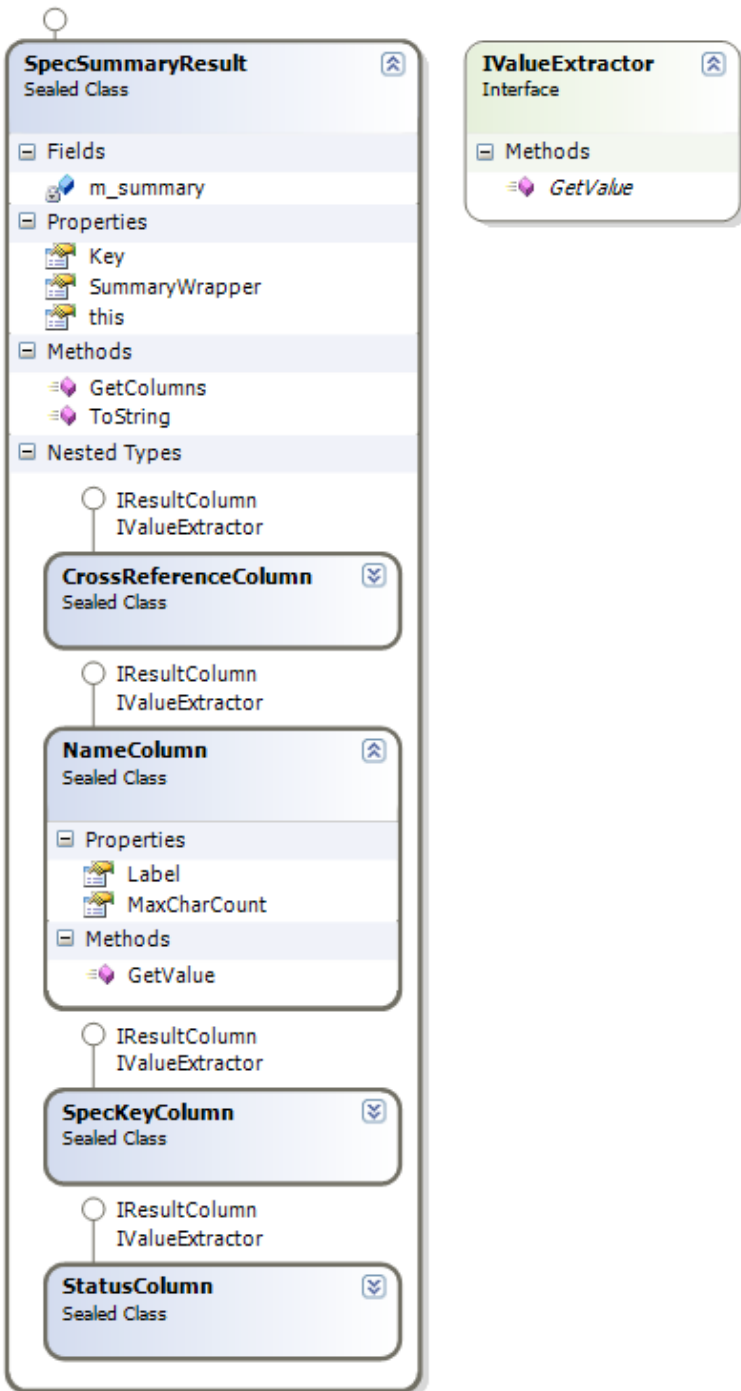 SpecSummaryResult
Sealed Class
Fields
m_summary
Properties
Key
SummaryWrapper
this
Methods
GetColumns
ToString
Nested Types
IResultColumn
IValueExtractor
CrossReferenceColumn
Sealed Class
IResultColumn
IValueExtractor
NameColumn
Sealed Class
Properties
Label
MaxCharCount
Methods
GetValue
IResultColumn
IValueExtractor
SpecKeyColumn
Sealed Class
IResultColumn
IValueExtractor
StatusColumn
Sealed Class
IValueExtractor
Interface
Methods
GetValue